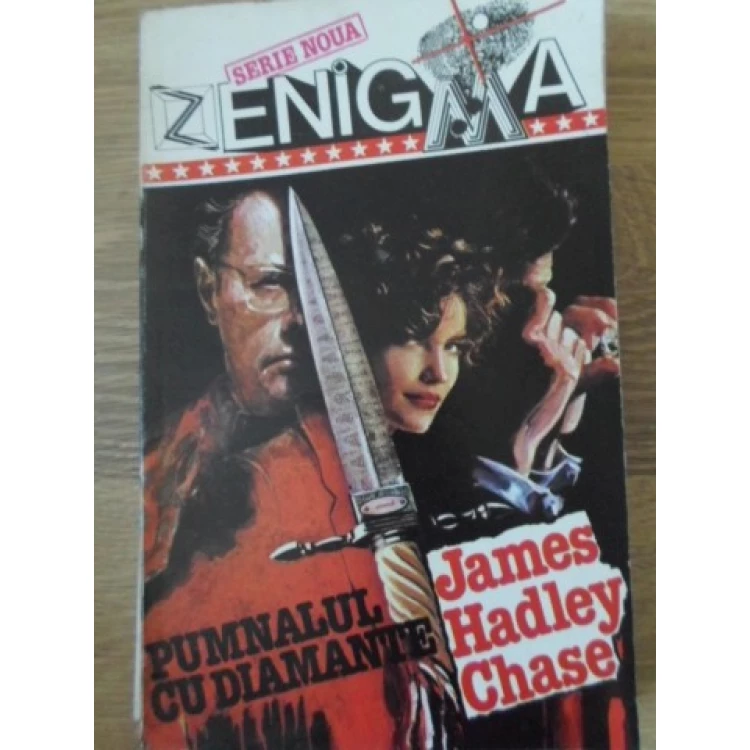 SERIE NOUA
Z ENIGMA
PUMNALUL
CU DIAMANTE
James
Hadley
Chase